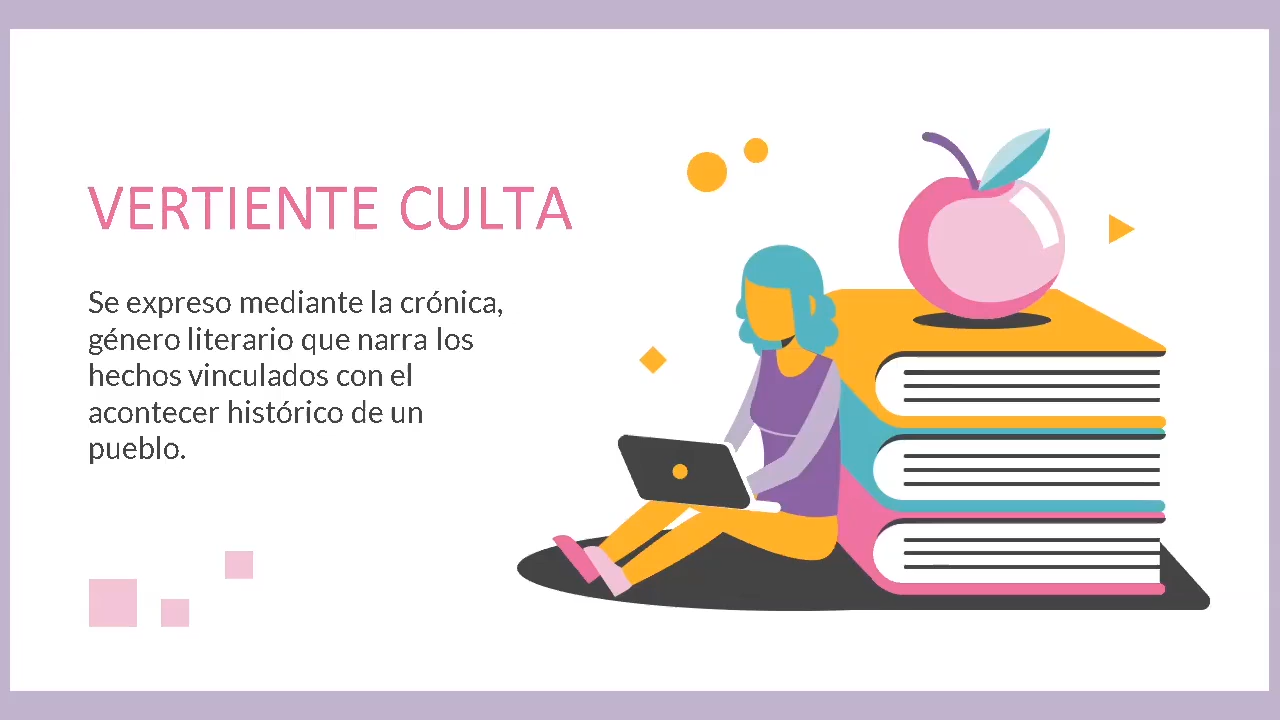 VERTIENTE CULTA
Se expreso mediante la crónica,
género literario que narra los
hechos vinculados con el
acontecer histórico de un
pueblo.